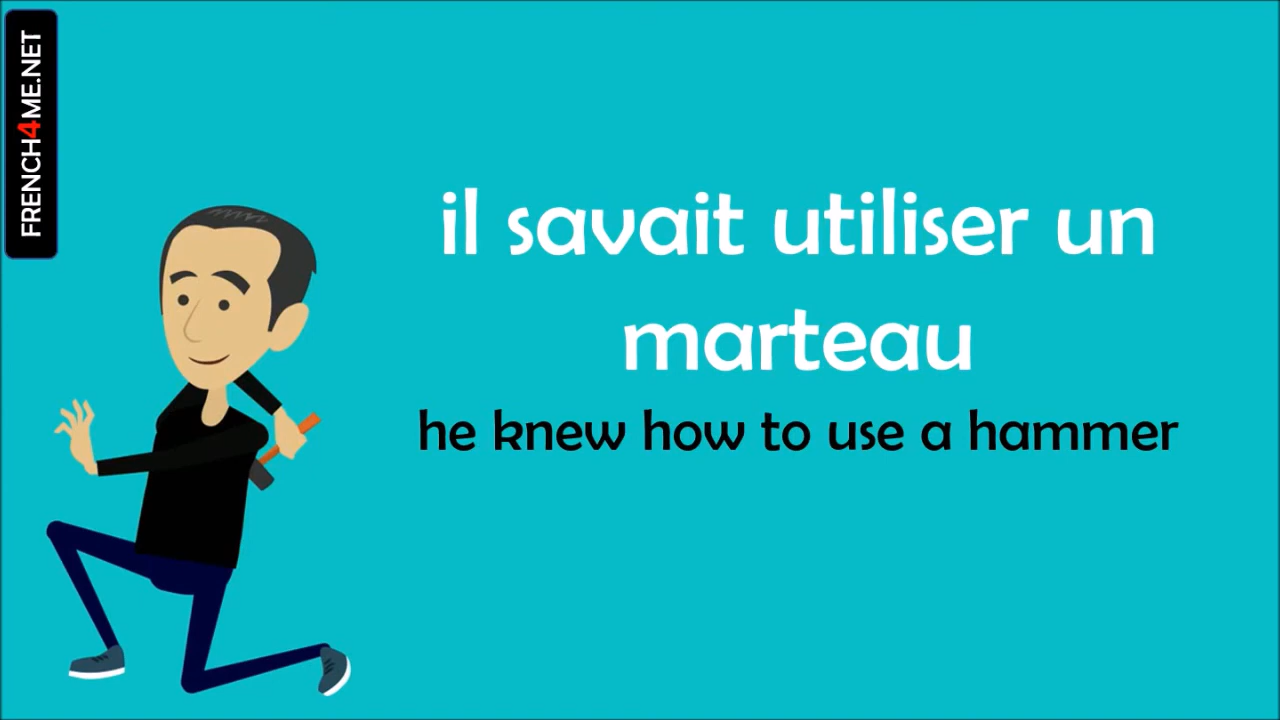 FRENCH4ME.NET
il savait utiliser un
marteau
he knew how to use a hammer